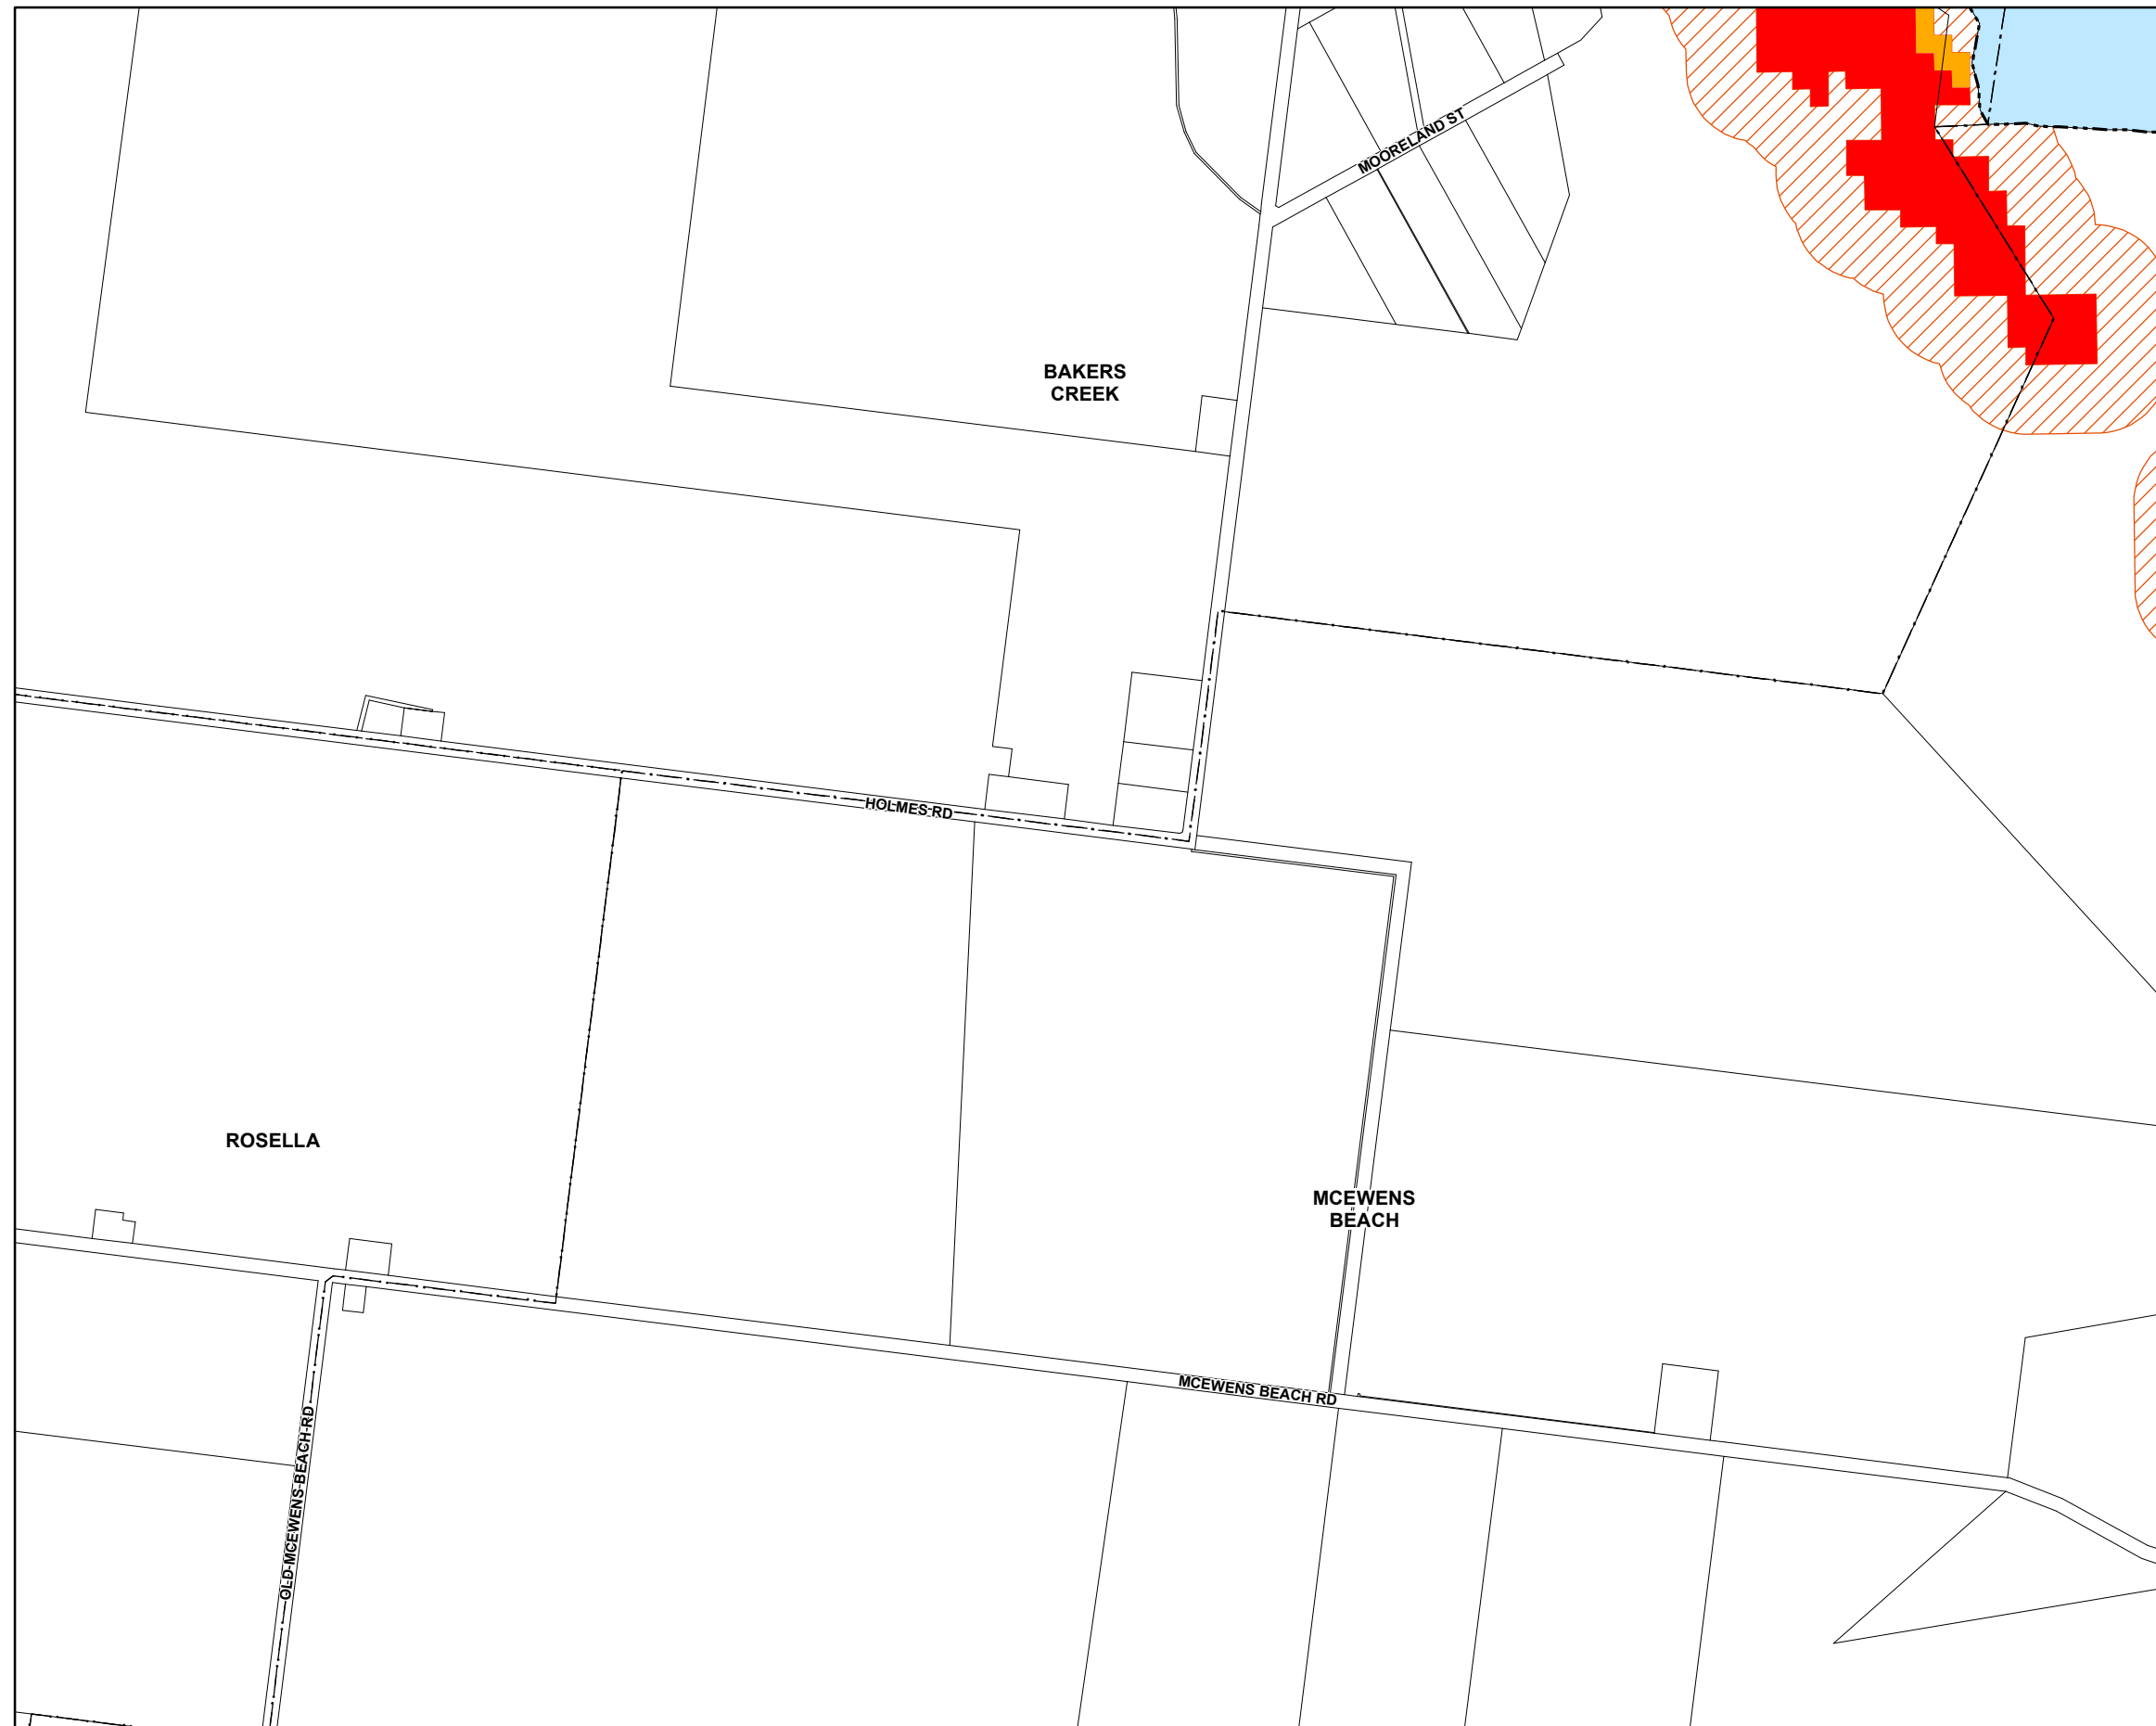 MOORELAND ST
BAKERS
CREEK
HOLMES RD
ROSELLA
MCEWENS
BEACH
MCEWENS BEACH RD
OLD MCEWENS BEACH RD